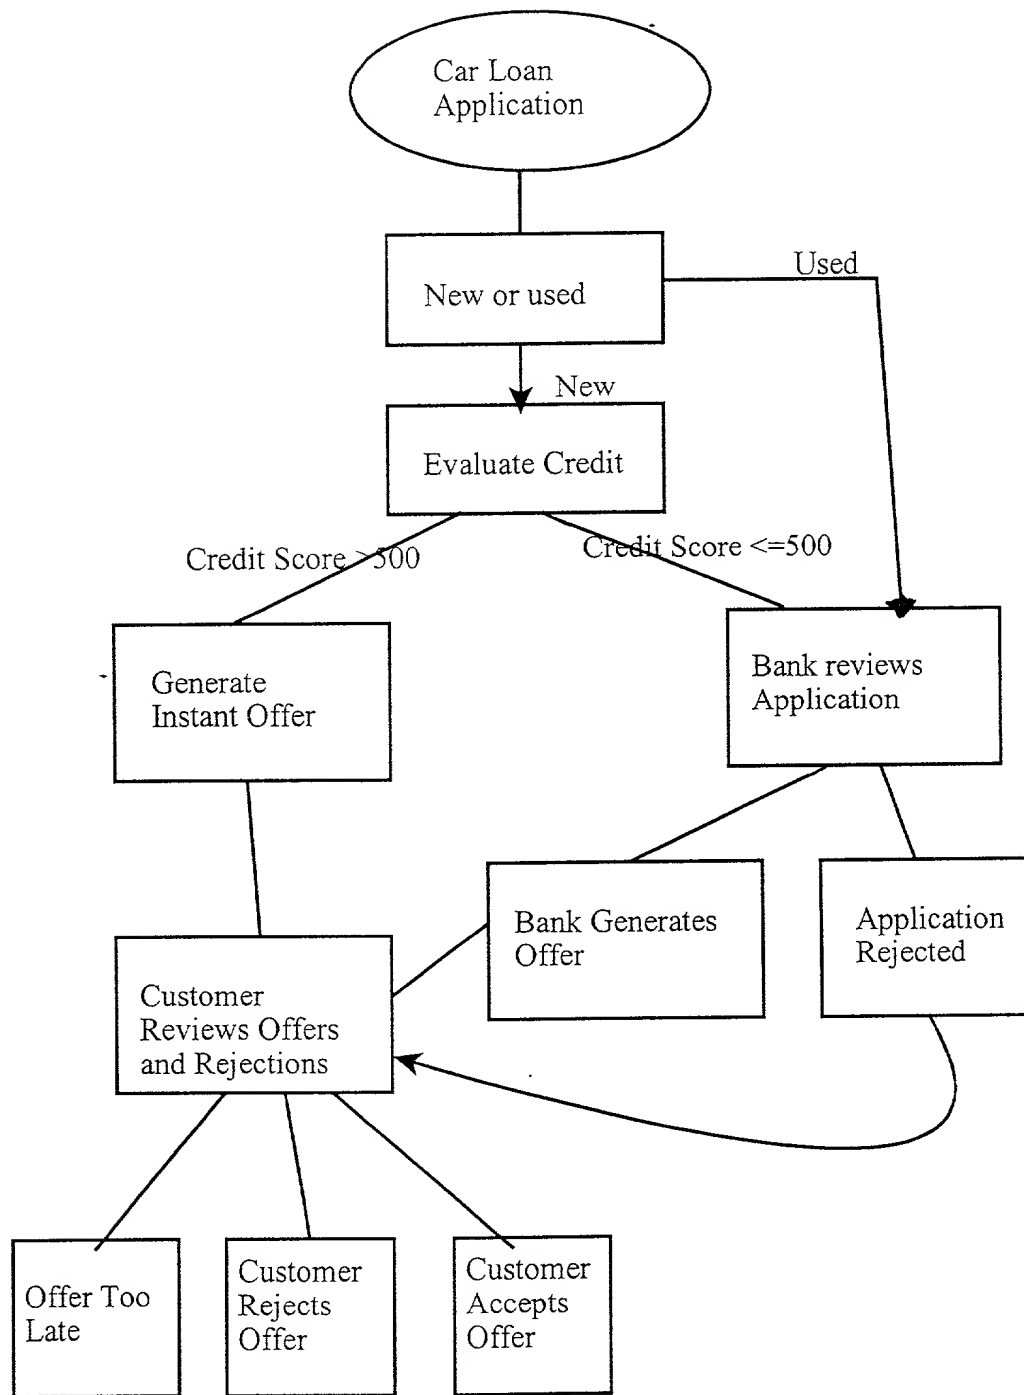 Car Loan
Application
New or used
Used
New
Evaluate Credit
Credit Score >500
Credit Score <=500
Generate
Instant Offer
Bank reviews
Application
Bank Generates
Offer
Application
Rejected
Customer
Reviews Offers
and Rejections
Offer Too
Late
Customer
Rejects
Offer
Customer
Accepts
Offer